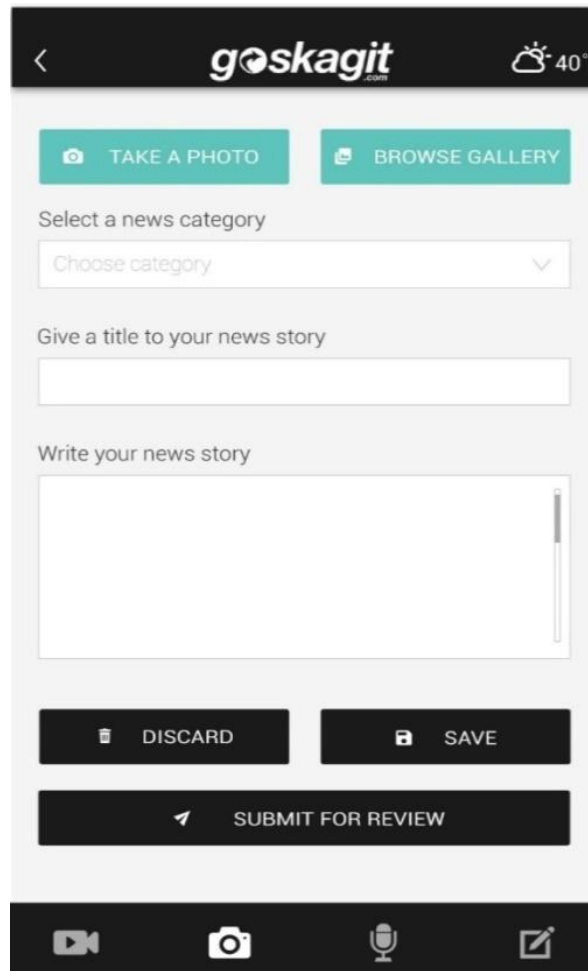 goskagit
.com
40°
TAKE A PHOTO
BROWSE GALLERY
Select a news category
Choose category
Give a title to your news story
Write your news story
DISCARD
SAVE
SUBMIT FOR REVIEW